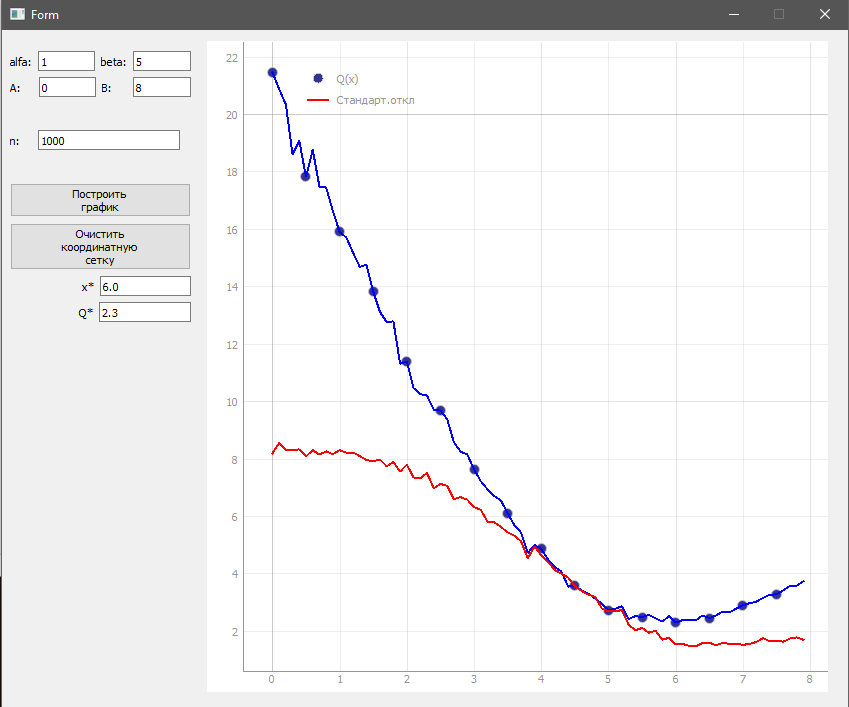 Form
alfa: 1 beta: 5
A: 0 B: 8
n: 1000
Построить
график
Очистить
координатную
сетку
x* 6.0
Q* 2.3
Q(x)
Стандарт.откл
22
20
18
16
14
12
10
8
6
4
2
0 1 2 3 4 5 6 7 8